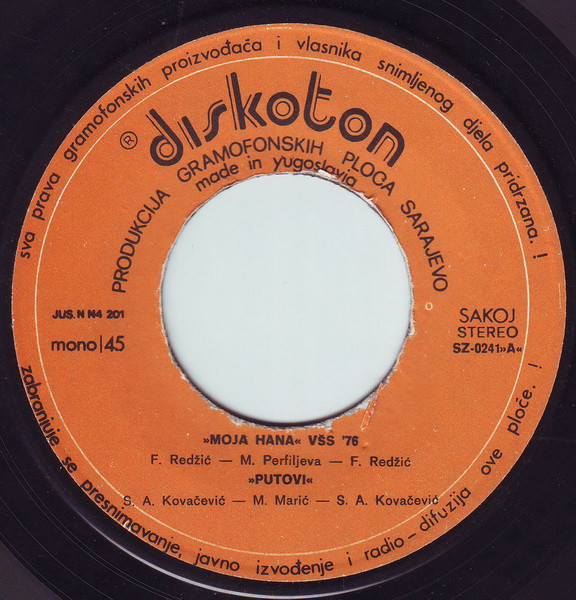 sva prava gramofonskih proizvođača i vlasnika snimljenog djela pridržana. !
® diskoton
PRODUKCIJA GRAMOFONSKIH PLOČA SARAJEVO
made in yugoslavia
JUS. N N4 201
mono|45
SAKOJ
STEREO
SZ-0241»A«
»MOJA HANA« VŠS '76
F. Redžić — M. Perfiljeva — F. Redžić
»PUTOVI«
S. A. Kovačević — M. Marić — S. A. Kovačević
zabranjuje se presnimavanje, javno izvođenje i radio – difuzija ove ploče. !